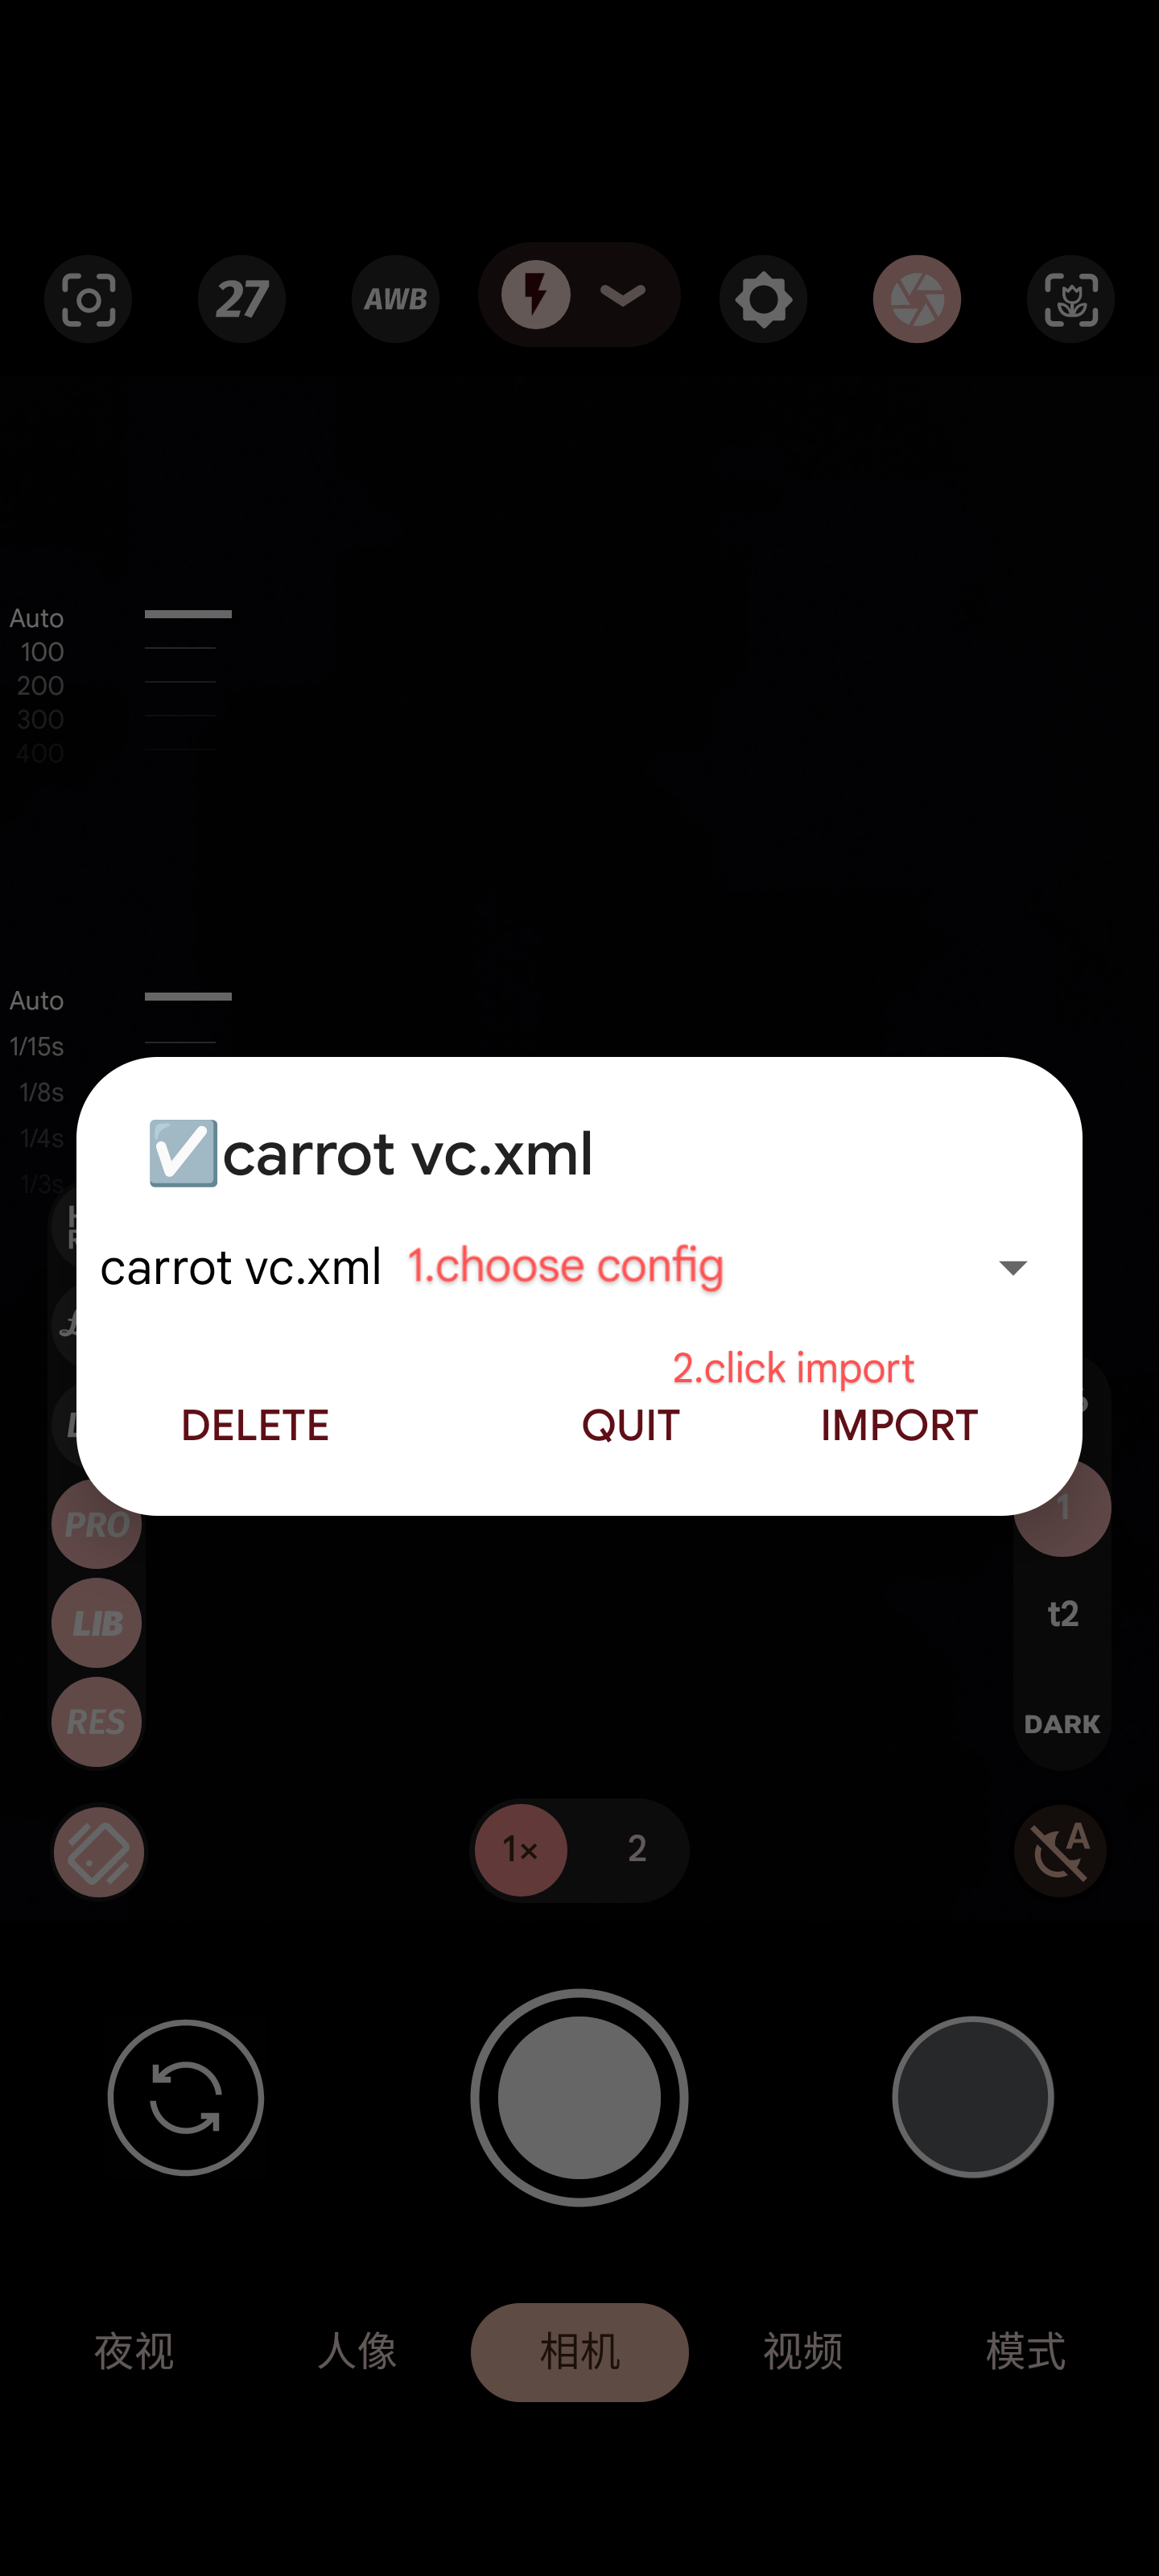 27
AWB
Auto
100
200
300
400
Auto
1/15s
1/8s
1/4s
1/3s
☑carrot vc.xml
carrot vc.xml 1.choose config
2.click import
DELETE QUIT IMPORT
PRO
1
LIB
t2
RES
DARK
1× 2
A
夜视 人像 相机 视频 模式